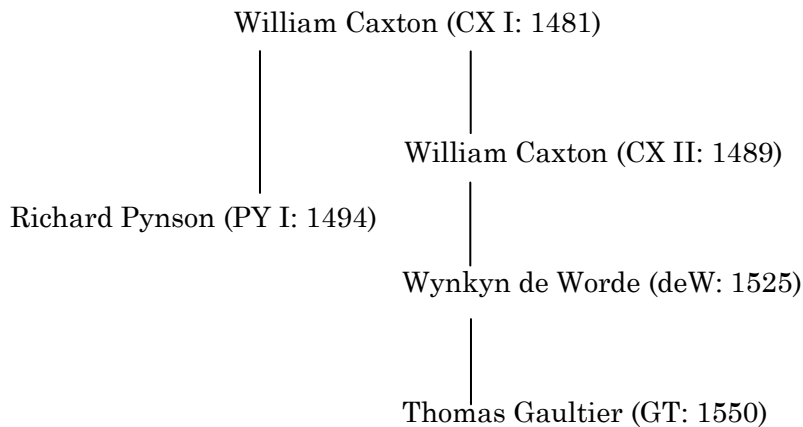 William Caxton (CX I: 1481)
William Caxton (CX II: 1489)
Richard Pynson (PY I: 1494)
Wynkyn de Worde (deW: 1525)
Thomas Gaultier (GT: 1550)